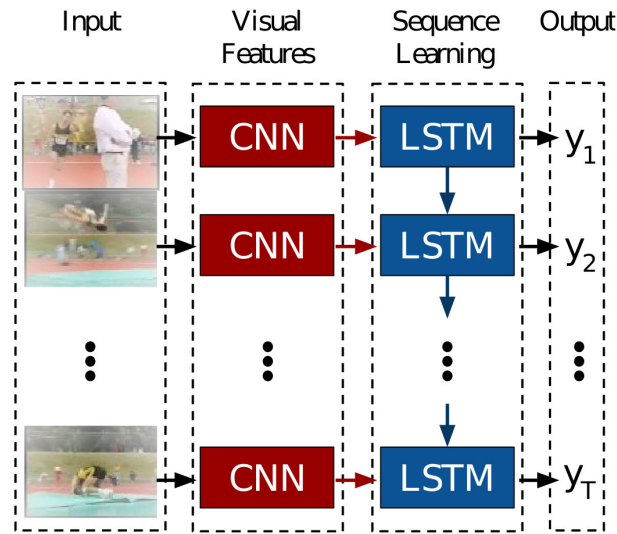 Input
Visual
Features
Sequence
Learning
Output
CNN
LSTM
y1
CNN
LSTM
y2
CNN
LSTM
yT